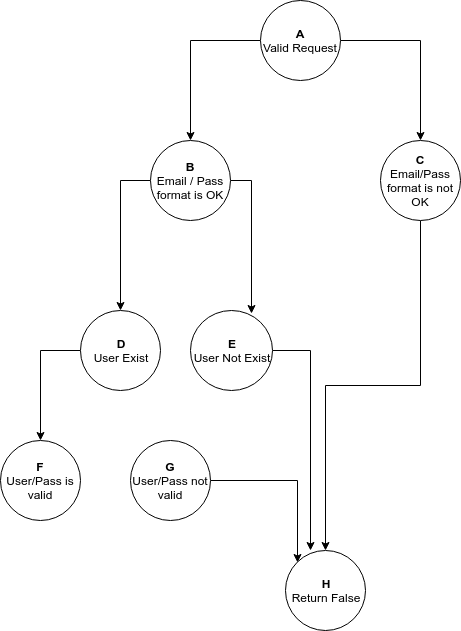 A
Valid Request
B
Email / Pass
format is OK
C
Email/Pass
format is not
OK
D
User Exist
E
User Not Exist
F
User/Pass is
valid
G
User/Pass not
valid
H
Return False